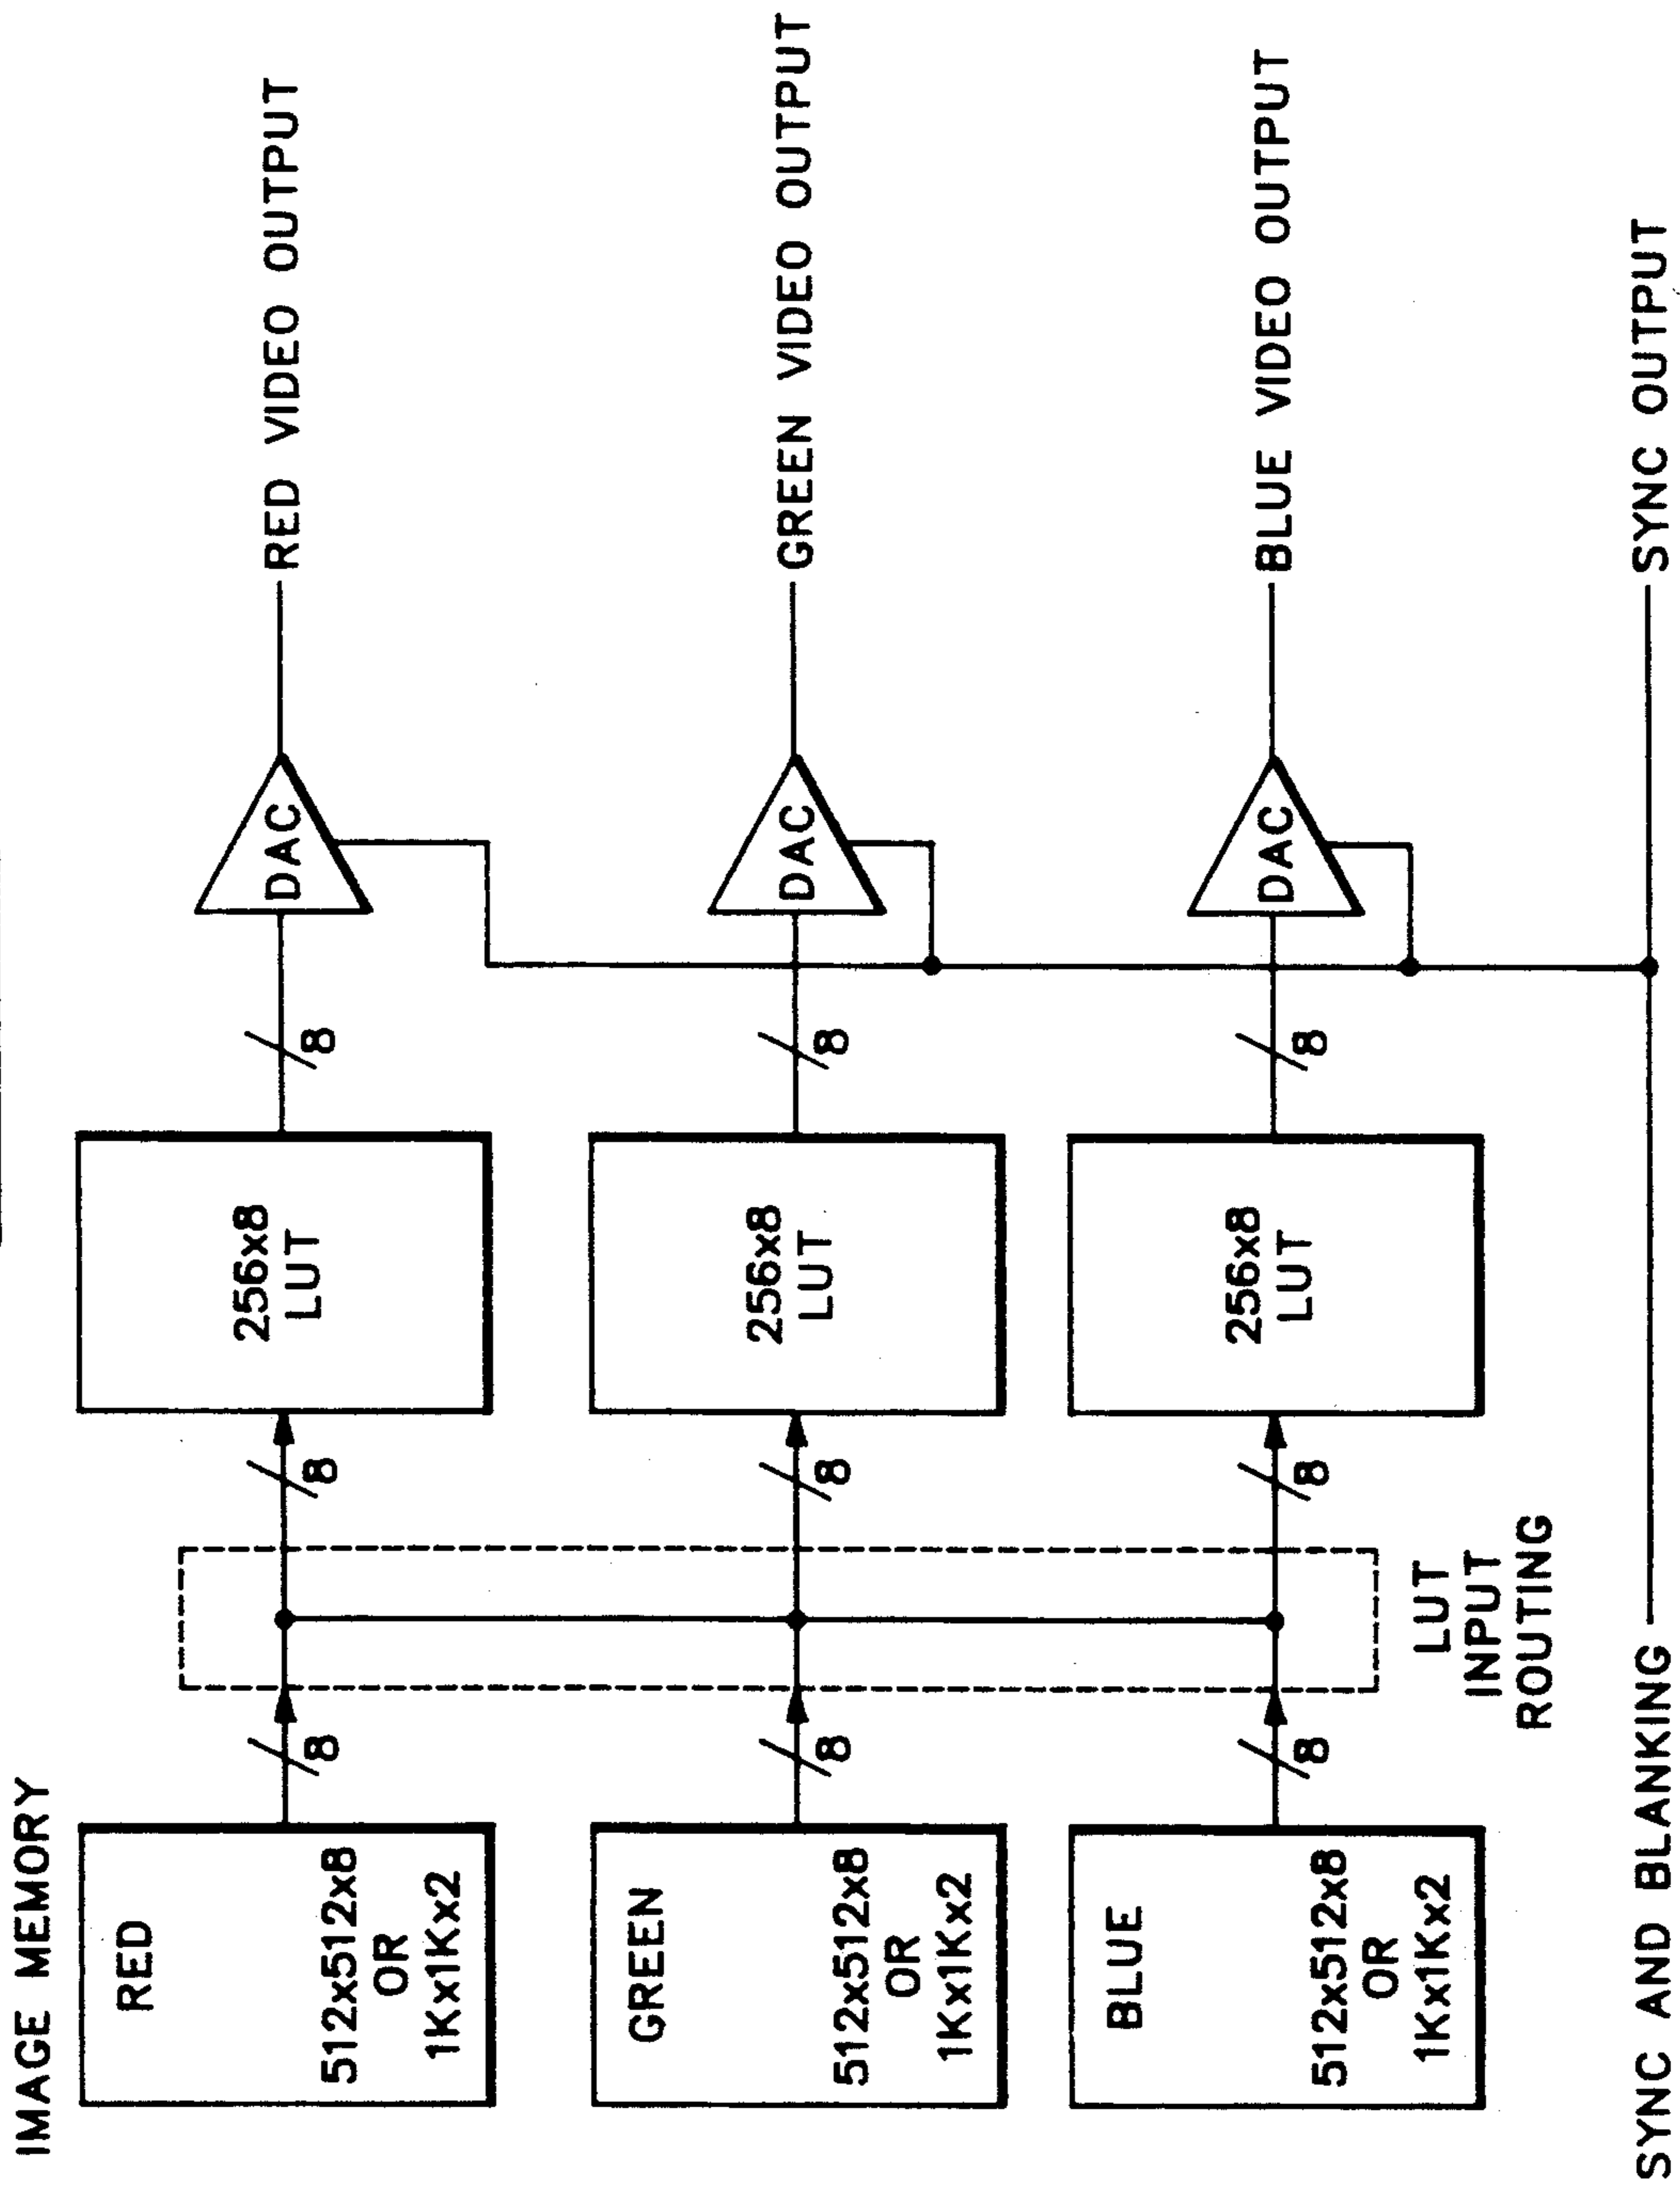 IMAGE MEMORY
RED
512x512x8
OR
1Kx1Kx2
8
8
256x8
LUT
8
DAC
RED VIDEO OUTPUT
GREEN
512x512x8
OR
1Kx1Kx2
8
8
256x8
LUT
8
DAC
GREEN VIDEO OUTPUT
BLUE
512x512x8
OR
1Kx1Kx2
8
8
256x8
LUT
8
DAC
BLUE VIDEO OUTPUT
LUT
INPUT
ROUTING
SYNC AND BLANKING
SYNC OUTPUT